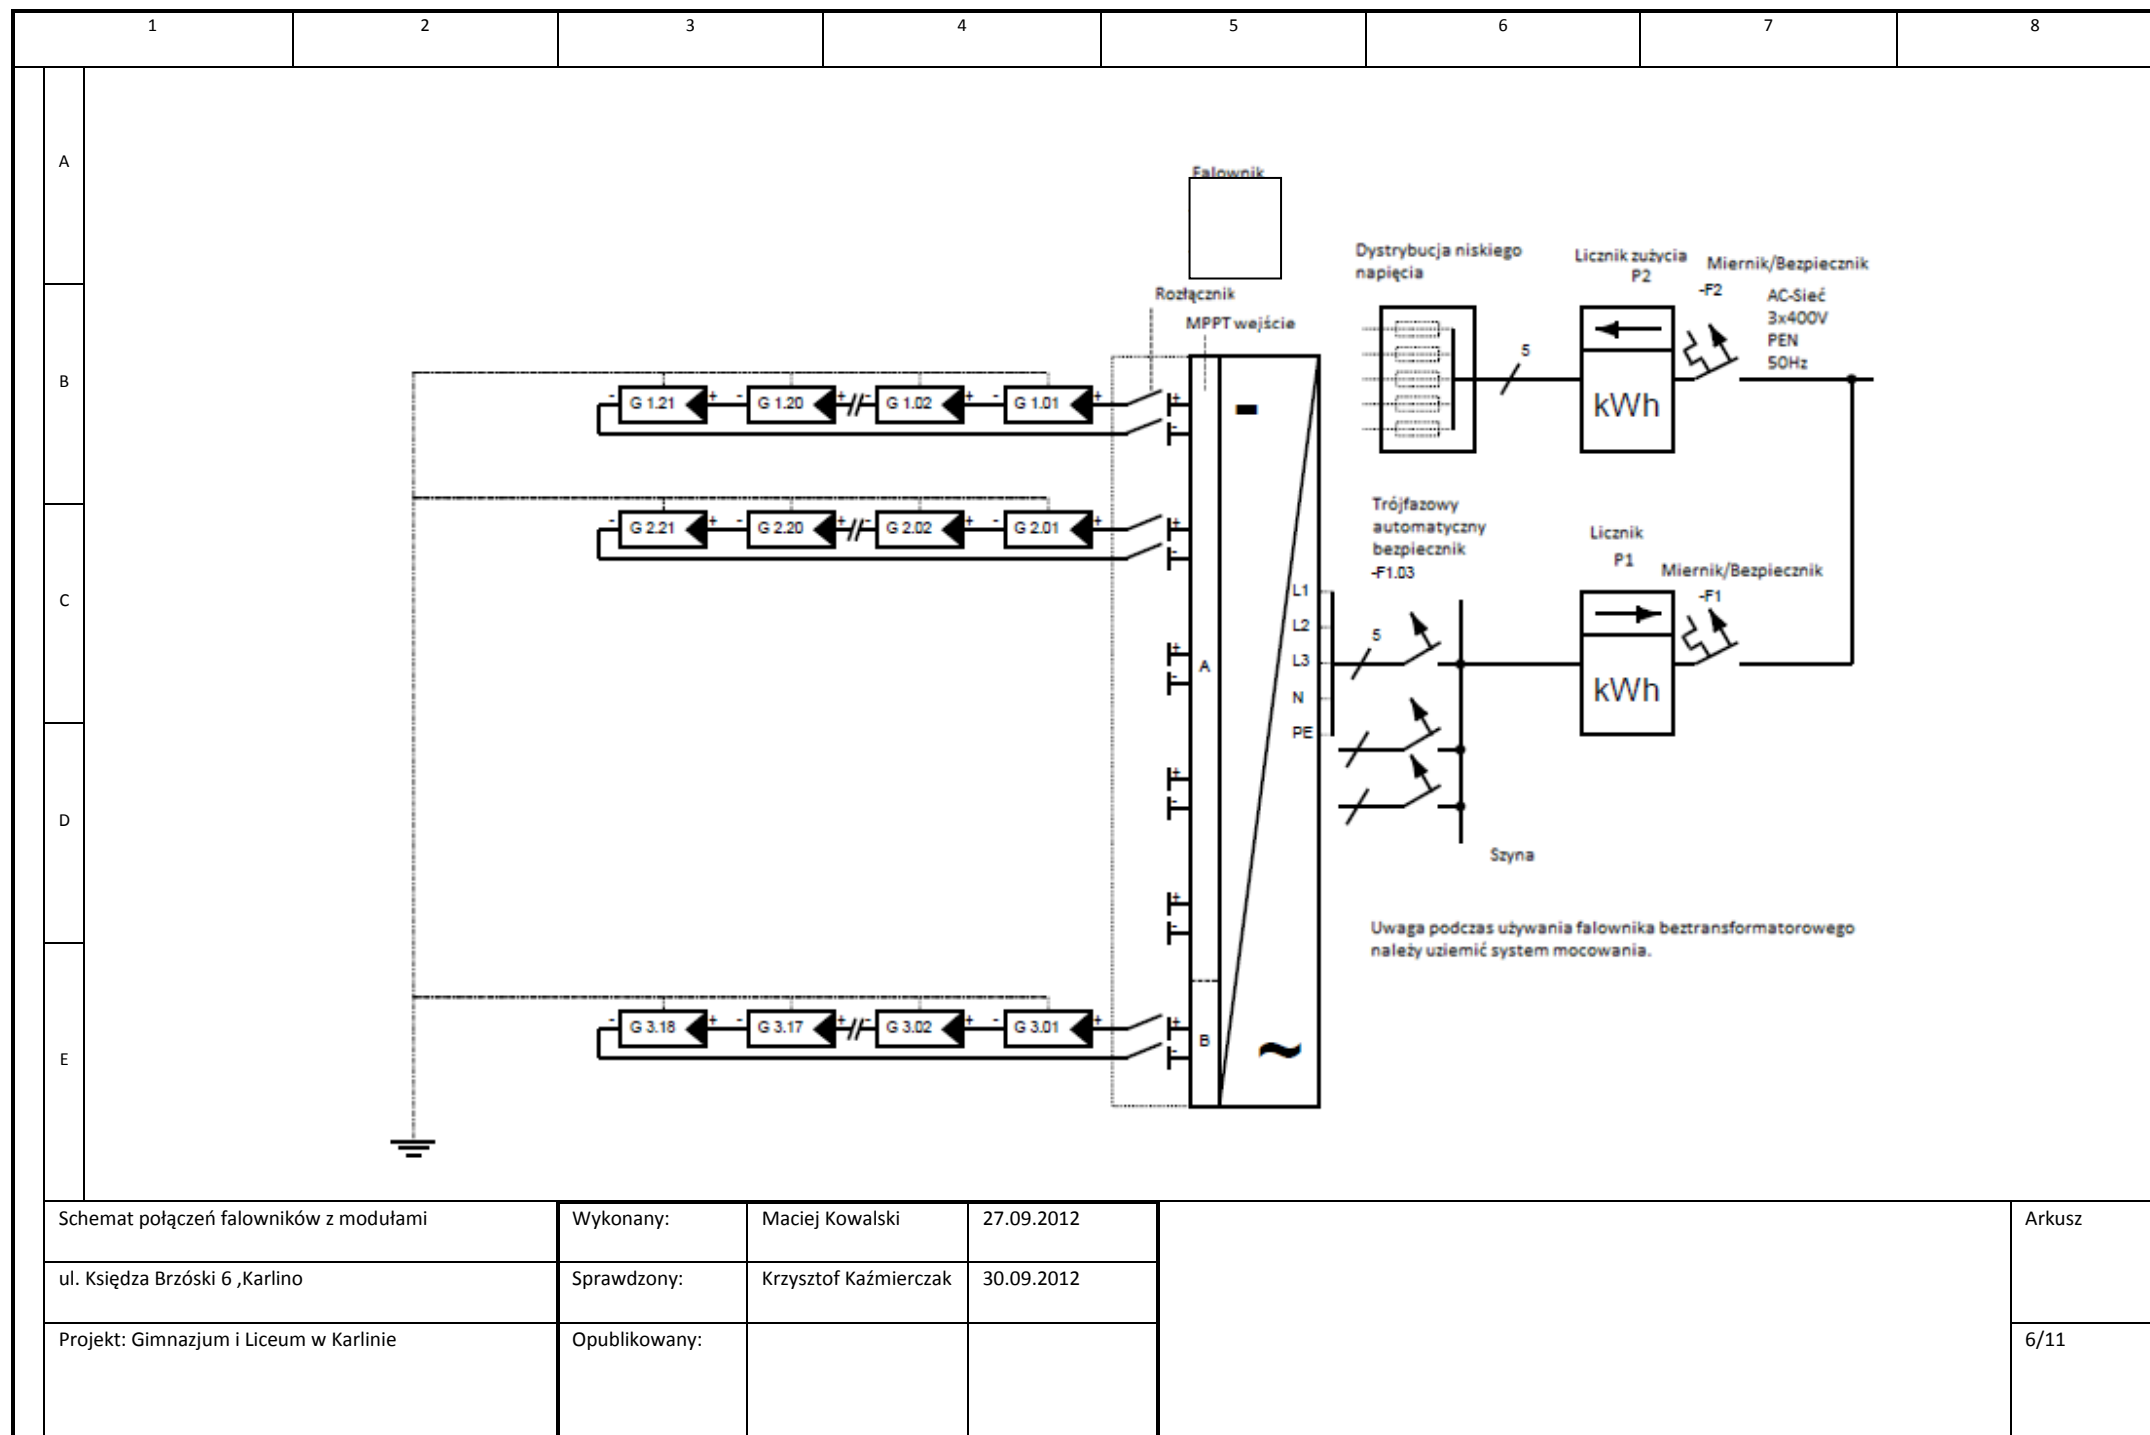 1 2 3 4 5 6 7 8
A
B
C
D
E
Falownik
Rozłącznik
MPPT wejście
Dystrybucja niskiego
napięcia
Licznik zużycia
P2
Miernik/Bezpiecznik
-F2
AC-Sieć
3x400V
PEN
50Hz
5
kWh
- G 1.21 + - G 1.20 + - G 1.02 + - G 1.01 + +
-
-
- G 2.21 + - G 2.20 + - G 2.02 + - G 2.01 + +
-
Trójfazowy
automatyczny
bezpiecznik
-F1.03
Licznik
P1
Miernik/Bezpiecznik
-F1
L1
L2
L3
N
PE
5
kWh
+
-
A
+
-
+
-
Szyna
Uwaga podczas używania falownika beztransformatorowego
należy uziemić system mocowania.
- G 3.18 + - G 3.17 + - G 3.02 + - G 3.01 + +
-
B
~
Schemat połączeń falowników z modułami
Wykonany: Maciej Kowalski 27.09.2012
Arkusz
ul. Księdza Brzóski 6 ,Karlino
Sprawdzony: Krzysztof Kaźmierczak 30.09.2012
Projekt: Gimnazjum i Liceum w Karlinie
Opublikowany:
6/11